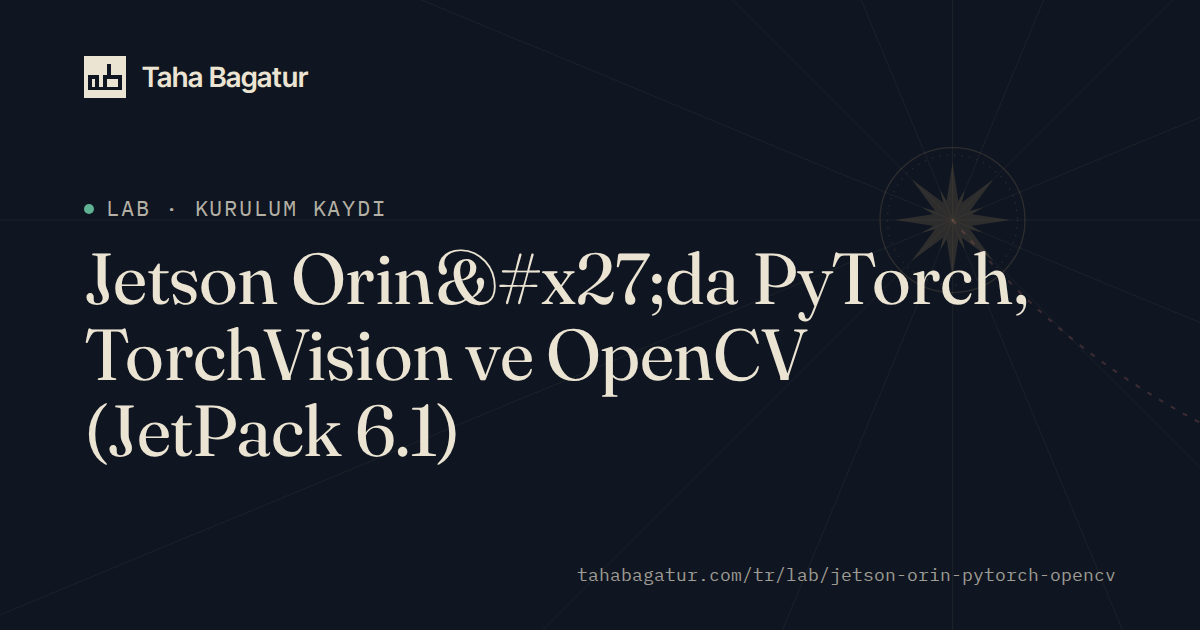 Taha Bagatur
LAB · KURULUM KAYDI
Jetson Orin&#x27;da PyTorch,
TorchVision ve OpenCV
(JetPack 6.1)
tahabagatur.com/tr/lab/jetson-orin-pytorch-opencv